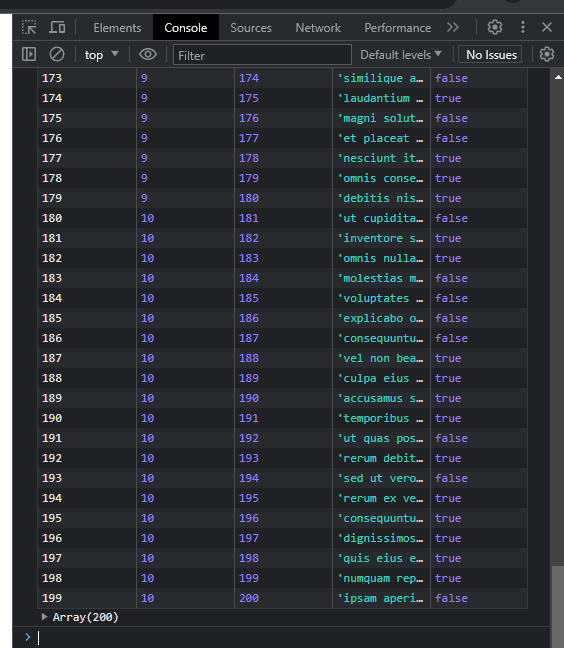 Elements Console Sources Network Performance
top Filter Default levels No Issues
173 9 174 'similique a… false
174 9 175 'laudantium … true
175 9 176 'magni solut… false
176 9 177 'et placeat … false
177 9 178 'nesciunt it… true
178 9 179 'omnis conse… true
179 9 180 'debitis nis… true
180 10 181 'ut cupidita… false
181 10 182 'inventore s… true
182 10 183 'omnis nulla… true
183 10 184 'molestias m… false
184 10 185 'voluptates … false
185 10 186 'explicabo o… false
186 10 187 'consequuntu… false
187 10 188 'vel non bea… true
188 10 189 'culpa eius … true
189 10 190 'accusamus s… true
190 10 191 'temporibus … true
191 10 192 'ut quas pos… false
192 10 193 'rerum debit… true
193 10 194 'sed ut vero… false
194 10 195 'rerum ex ve… true
195 10 196 'consequuntu… true
196 10 197 'dignissimos… true
197 10 198 'quis eius e… true
198 10 199 'numquam rep… true
199 10 200 'ipsam aperi… false
Array(200)